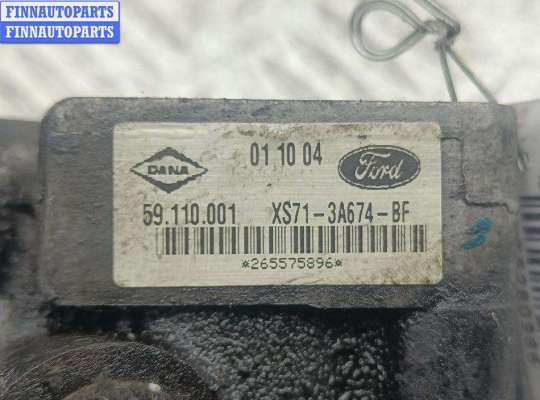 FINNAUTOPARTS
FINNAUTOPARTS
DANA
01 10 04
Ford
59.110.001 XS71-3A674-BF
*265575896*